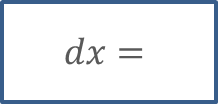 dx =